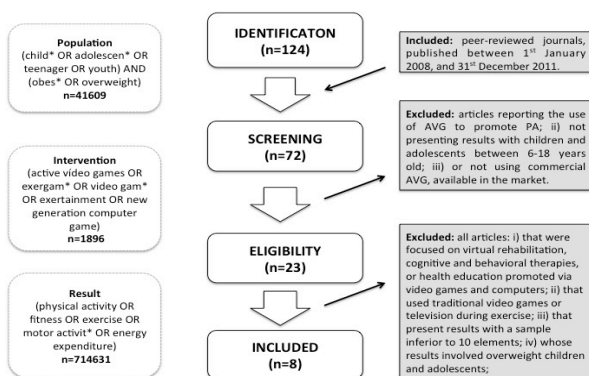 Population
(child* OR adolescen* OR
teenager OR youth) AND
(obes* OR overweight)
n=41609
Intervention
(active vídeo games OR
exergam* OR video gam*
OR exertainment OR new
generation computer
game)
n=1896
Result
(physical activity OR
fitness OR exercise OR
motor activit* OR energy
expenditure)
n=714631
IDENTIFICATON
(n=124)
SCREENING
(n=72)
ELIGIBILITY
(n=23)
INCLUDED
(n=8)
Included: peer-reviewed journals,
published between 1st January
2008, and 31st December 2011.
Excluded: articles reporting the use
of AVG to promote PA; ii) not
presenting results with children and
adolescents between 6-18 years
old; iii) or not using commercial
AVG, available in the market.
Excluded: all articles: i) that were
focused on virtual rehabilitation,
cognitive and behavioral therapies,
or health education promoted via
video games and computers; ii) that
used traditional video games or
television during exercise; iii) that
present results with a sample
inferior to 10 elements; iv) whose
results involved overweight children
and adolescents;